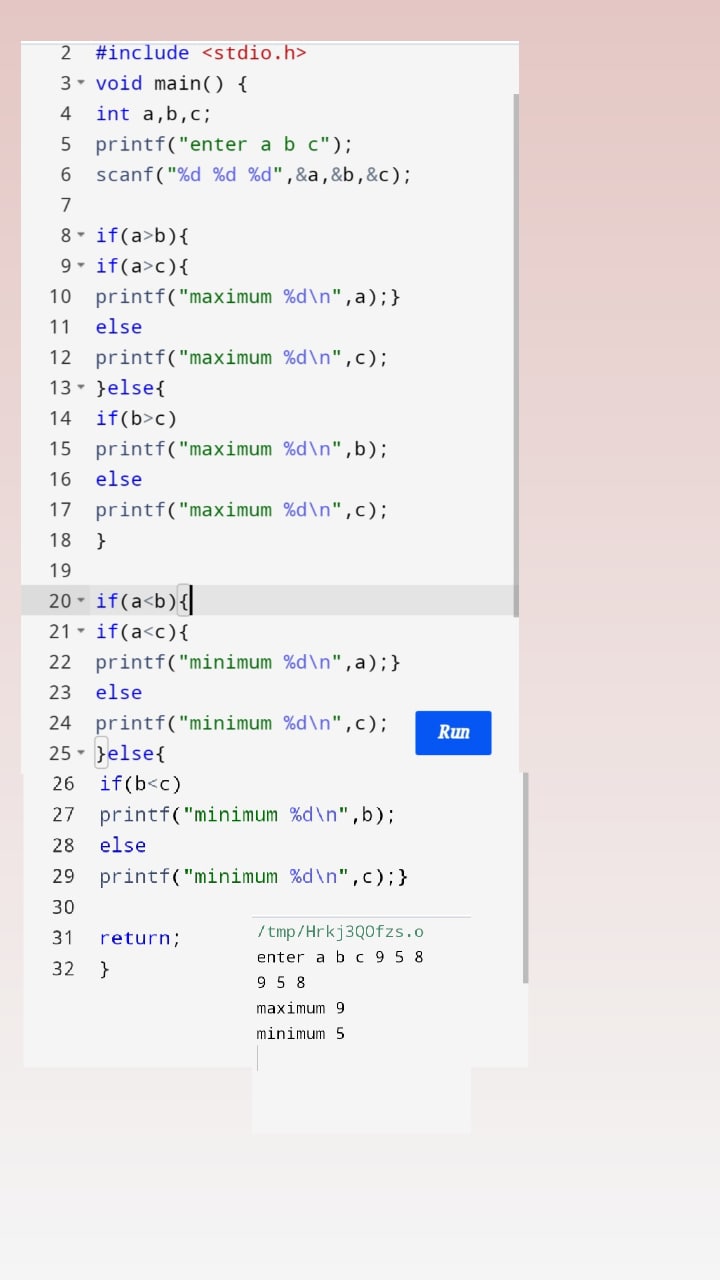 2 #include <stdio.h>
3 void main() {
4 int a,b,c;
5 printf("enter a b c");
6 scanf("%d %d %d",&a,&b,&c);
7
8 if(a>b){
9 if(a>c){
10 printf("maximum %d\n",a);}
11 else
12 printf("maximum %d\n",c);
13 }else{
14 if(b>c)
15 printf("maximum %d\n",b);
16 else
17 printf("maximum %d\n",c);
18 }
19
20 if(a<b){
21 if(a<c){
22 printf("minimum %d\n",a);}
23 else
24 printf("minimum %d\n",c);
Run
25 }else{
26 if(b<c)
27 printf("minimum %d\n",b);
28 else
29 printf("minimum %d\n",c);}
30
31 return;
32 }
/tmp/Hrkj3QOfzs.o
enter a b c 9 5 8
9 5 8
maximum 9
minimum 5